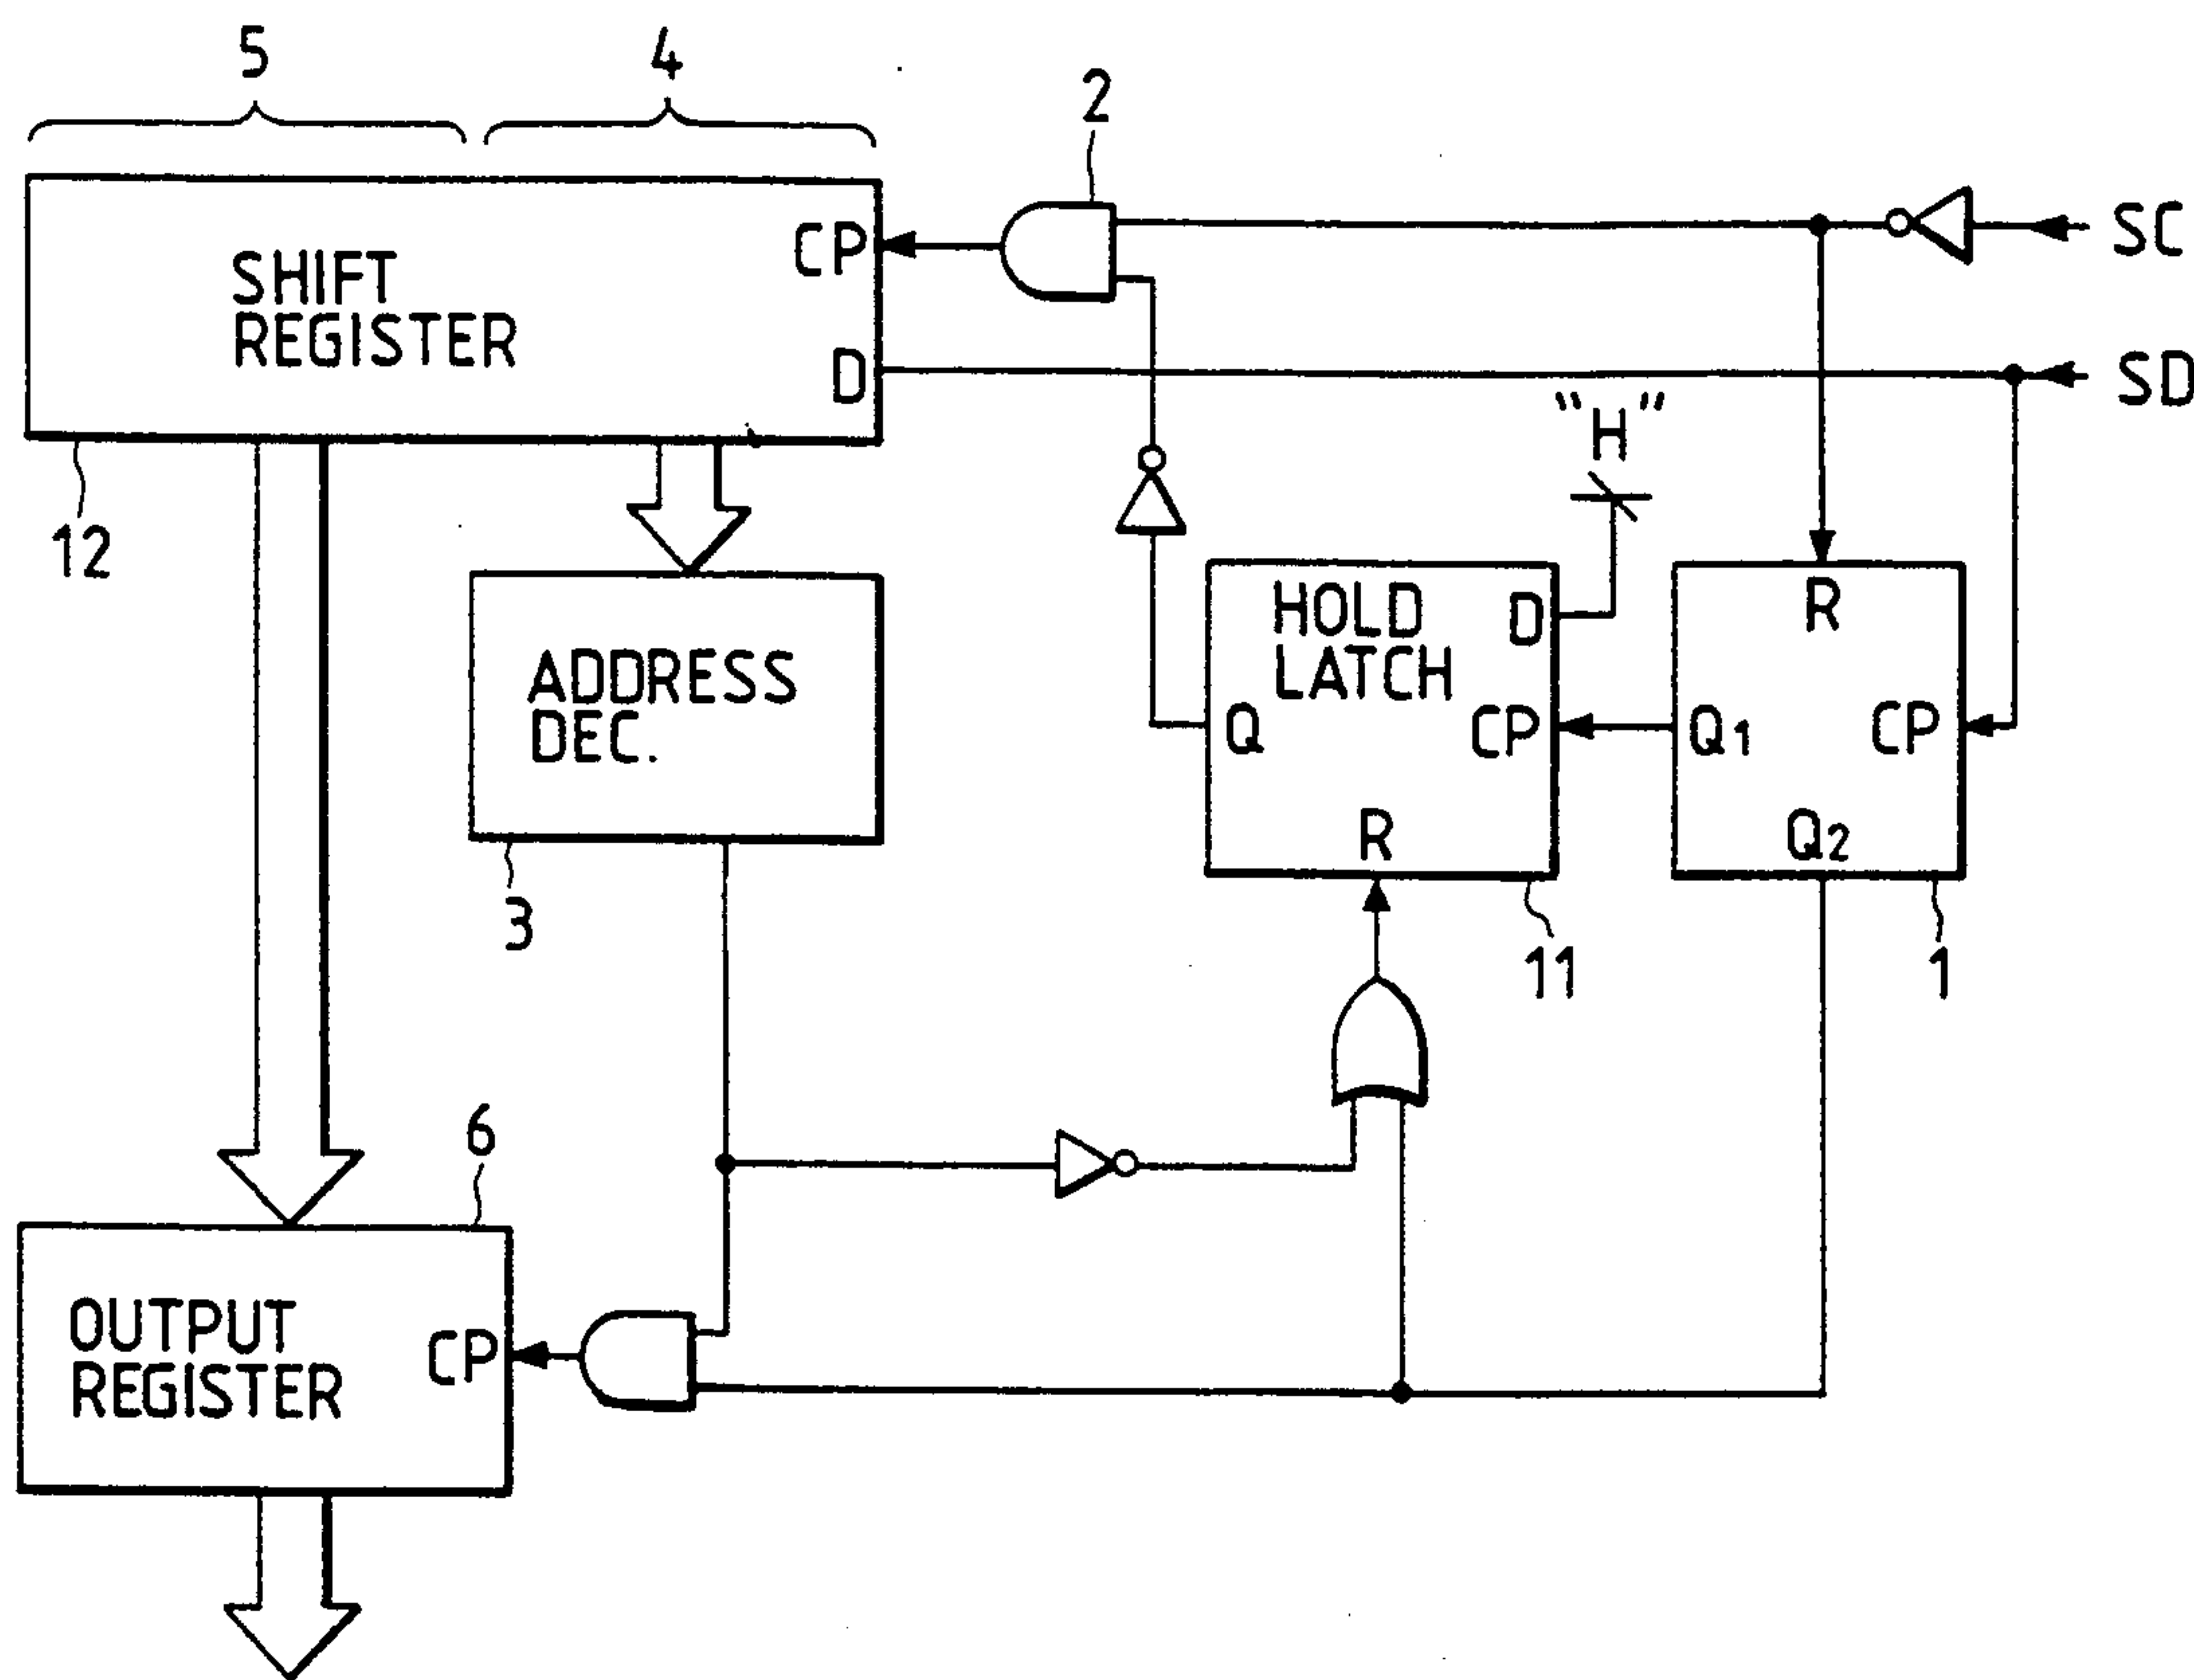 5
4
2
SC
CP
SHIFT
REGISTER
D
SD
"H"
12
HOLD
LATCH
D
R
ADDRESS
DEC.
Q
CP
Q1
CP
R
Q2
3
11
1
6
OUTPUT
REGISTER
CP